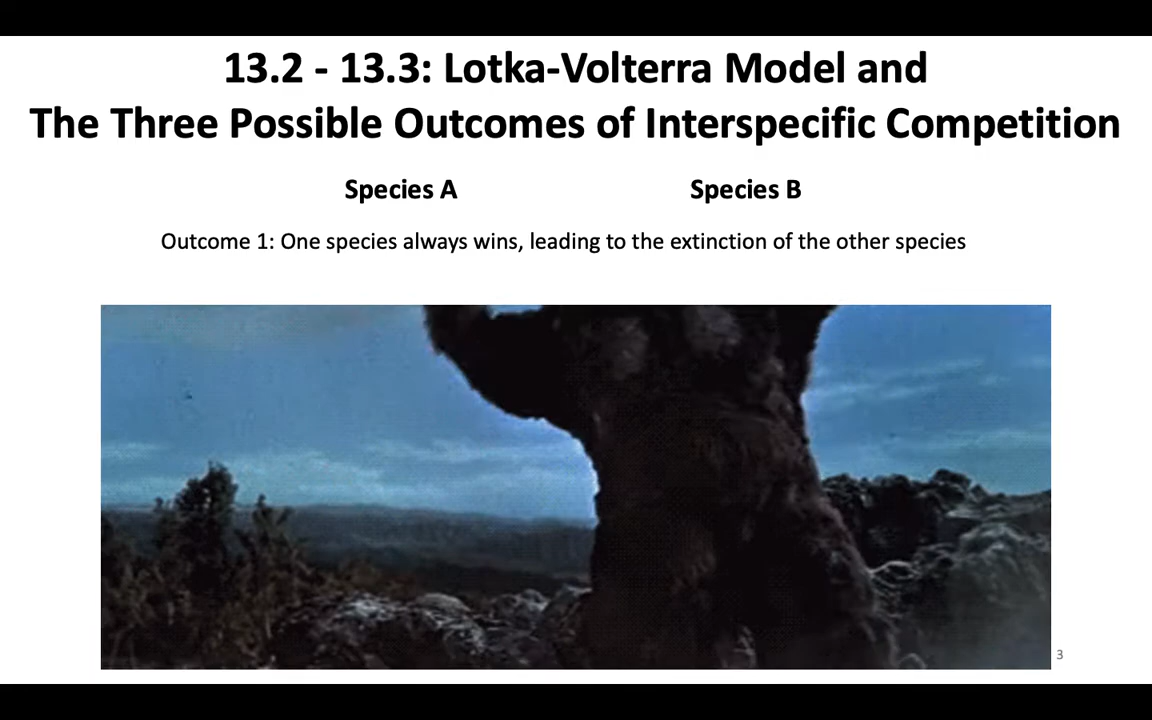 13.2 - 13.3: Lotka-Volterra Model and
The Three Possible Outcomes of Interspecific Competition
Species A
Species B
Outcome 1: One species always wins, leading to the extinction of the other species
3